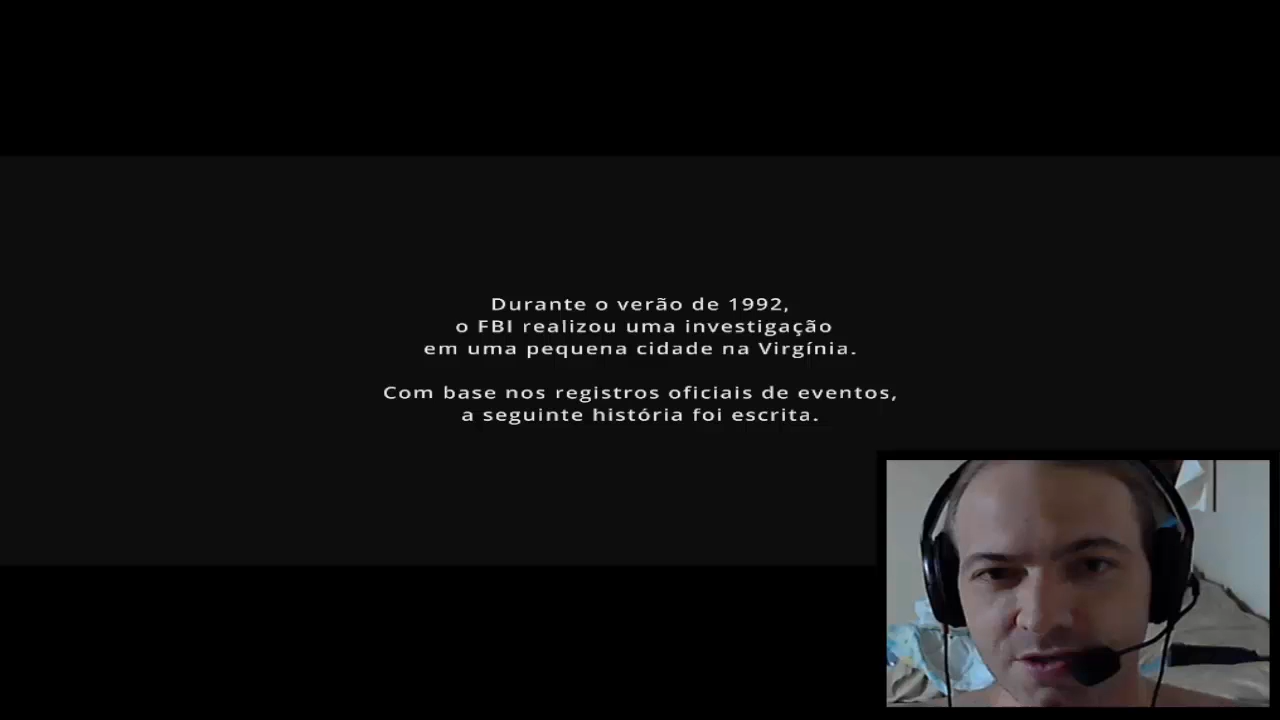 Durante o verão de 1992,
o FBI realizou uma investigação
em uma pequena cidade na Virgínia.
Com base nos registros oficiais de eventos,
a seguinte história foi escrita.